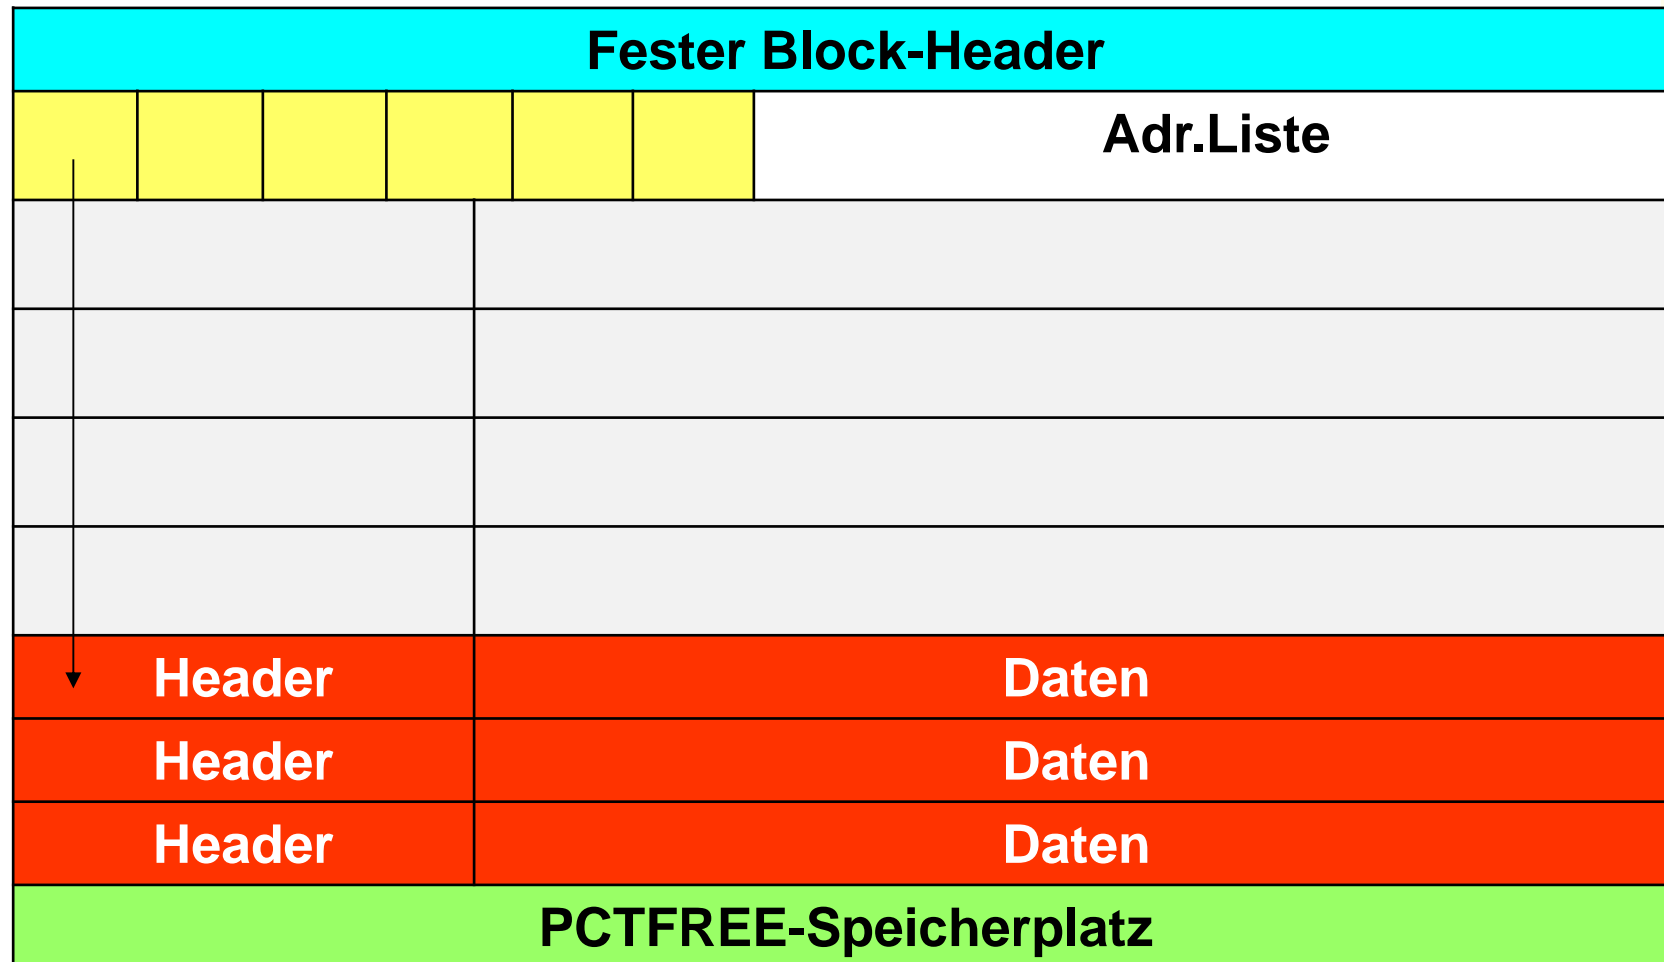 Fester Block-Header
Adr.Liste
Header Daten
Header Daten
Header Daten
PCTFREE-Speicherplatz